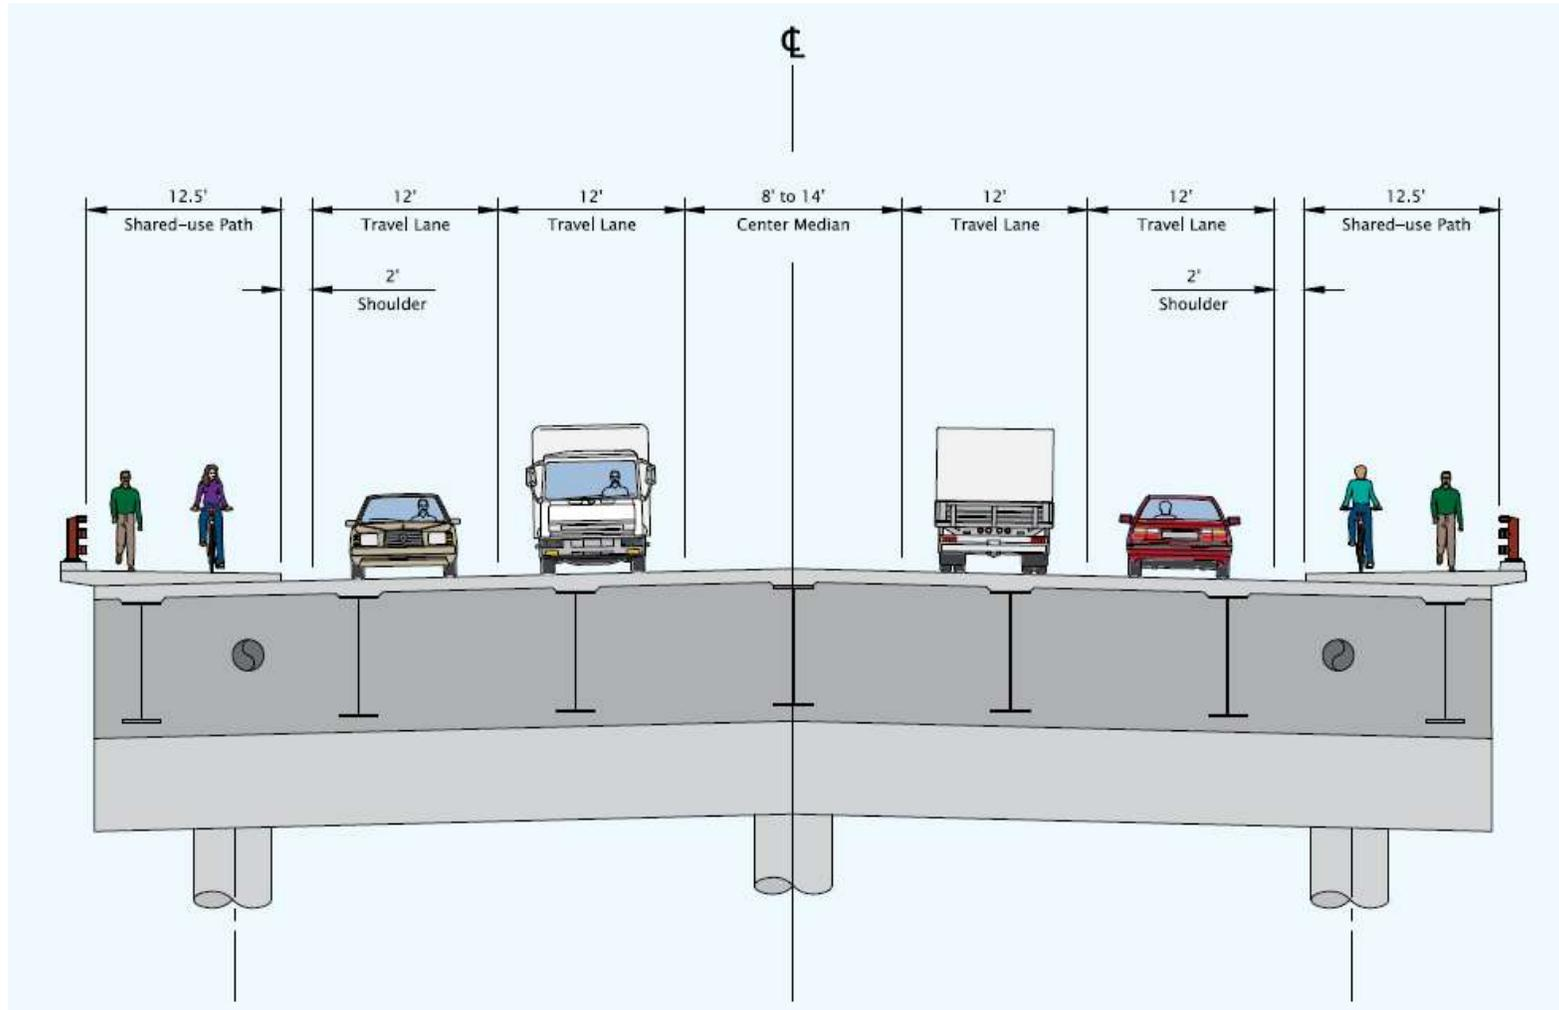 ℄
12.5' 12' 12' 8' to 14' 12' 12' 12.5'
Shared-use Path Travel Lane Travel Lane Center Median Travel Lane Travel Lane Shared-use Path
2' 2'
Shoulder Shoulder